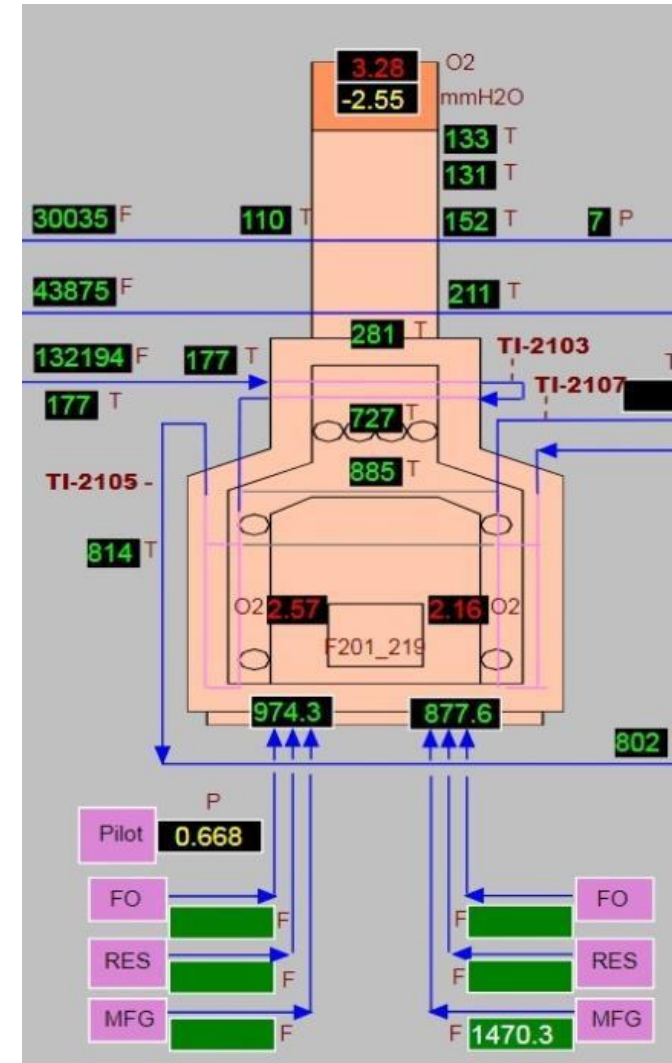 3.28 O2
-2.55 mmH2O
133 T
131 T
30035 F 110 T 152 T 7 P
43875 F 211 T
281 T
132194 F 177 T TI-2103
T
177 T TI-2107
727 T
885 T
TI-2105 -
814 T
O2 2.57 2.16 O2
F201_219
974.3 877.6
802
P
Pilot 0.668
FO FO
F F
RES RES
F F
MFG MFG
F F 1470.3